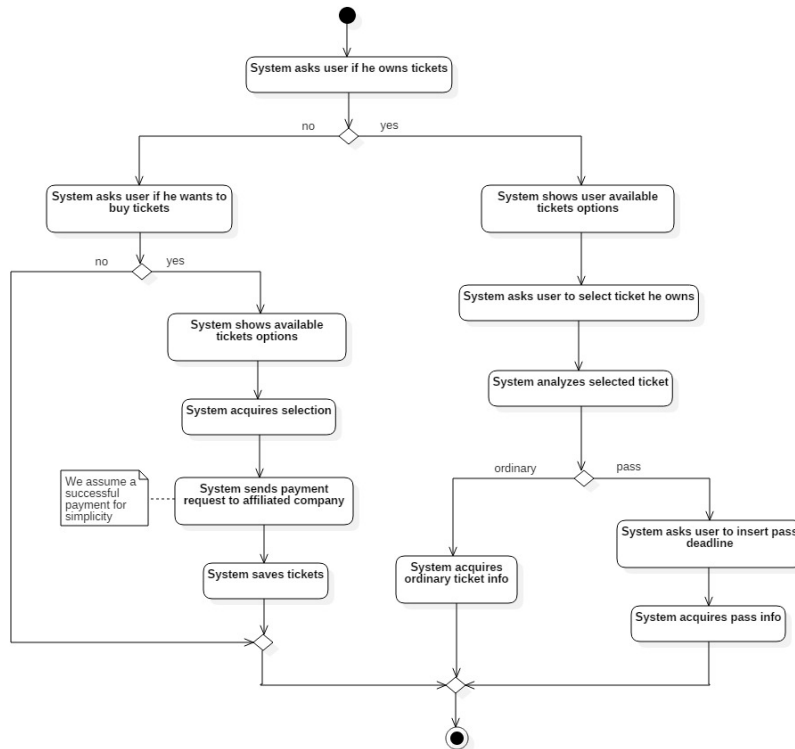 System asks user if he owns tickets
no
yes
System asks user if he wants to
buy tickets
System shows user available
tickets options
no
yes
System asks user to select ticket he owns
System shows available
tickets options
System analyzes selected ticket
System acquires selection
ordinary
pass
We assume a
successful
payment for
simplicity
System sends payment
request to affiliated company
System asks user to insert pass
deadline
System acquires
ordinary ticket info
System saves tickets
System acquires pass info